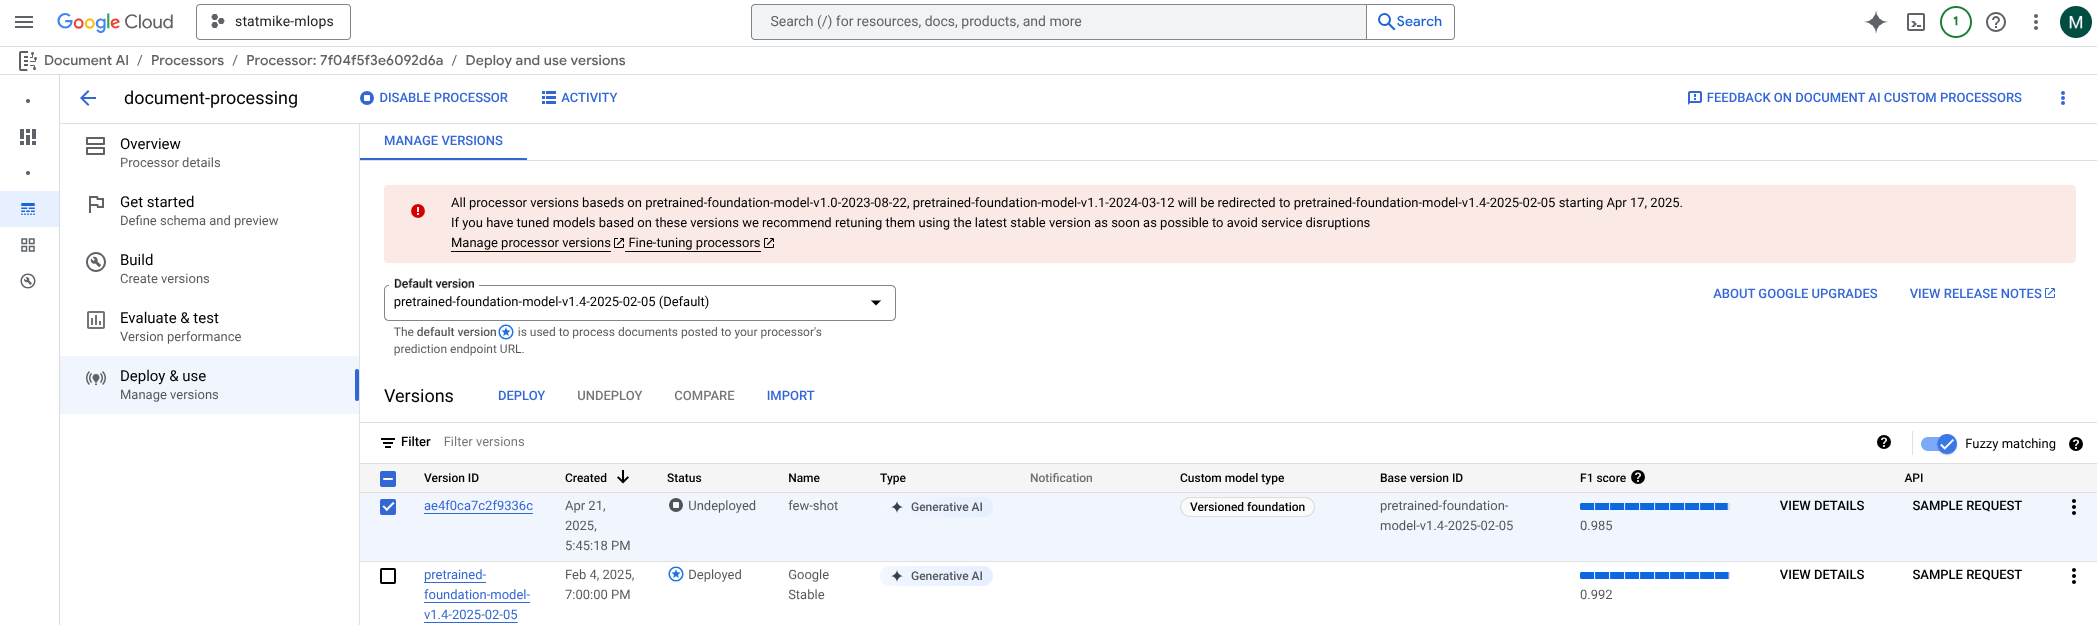 Google Cloud
statmike-mlops
Search (/) for resources, docs, products, and more
Search
1
M
Document AI / Processors / Processor: 7f04f5f3e6092d6a / Deploy and use versions
document-processing
DISABLE PROCESSOR
ACTIVITY
FEEDBACK ON DOCUMENT AI CUSTOM PROCESSORS
Overview
Processor details
Get started
Define schema and preview
Build
Create versions
Evaluate & test
Version performance
Deploy & use
Manage versions
MANAGE VERSIONS
All processor versions baseds on pretrained-foundation-model-v1.0-2023-08-22, pretrained-foundation-model-v1.1-2024-03-12 will be redirected to pretrained-foundation-model-v1.4-2025-02-05 starting Apr 17, 2025.
If you have tuned models based on these versions we recommend retuning them using the latest stable version as soon as possible to avoid service disruptions
Manage processor versions Fine-tuning processors
Default version
pretrained-foundation-model-v1.4-2025-02-05 (Default)
The default version is used to process documents posted to your processor's
prediction endpoint URL.
ABOUT GOOGLE UPGRADES
VIEW RELEASE NOTES
Versions
DEPLOY
UNDEPLOY
COMPARE
IMPORT
Filter
Filter versions
Fuzzy matching
Version ID
Created
Status
Name
Type
Notification
Custom model type
Base version ID
F1 score
API
ae4f0ca7c2f9336c
Apr 21,
2025,
5:45:18 PM
Undeployed
few-shot
Generative AI
Versioned foundation
pretrained-foundation-
model-v1.4-2025-02-05
0.985
VIEW DETAILS
SAMPLE REQUEST
pretrained-
foundation-model-
v1.4-2025-02-05
Feb 4, 2025,
7:00:00 PM
Deployed
Google
Stable
Generative AI
0.992
VIEW DETAILS
SAMPLE REQUEST